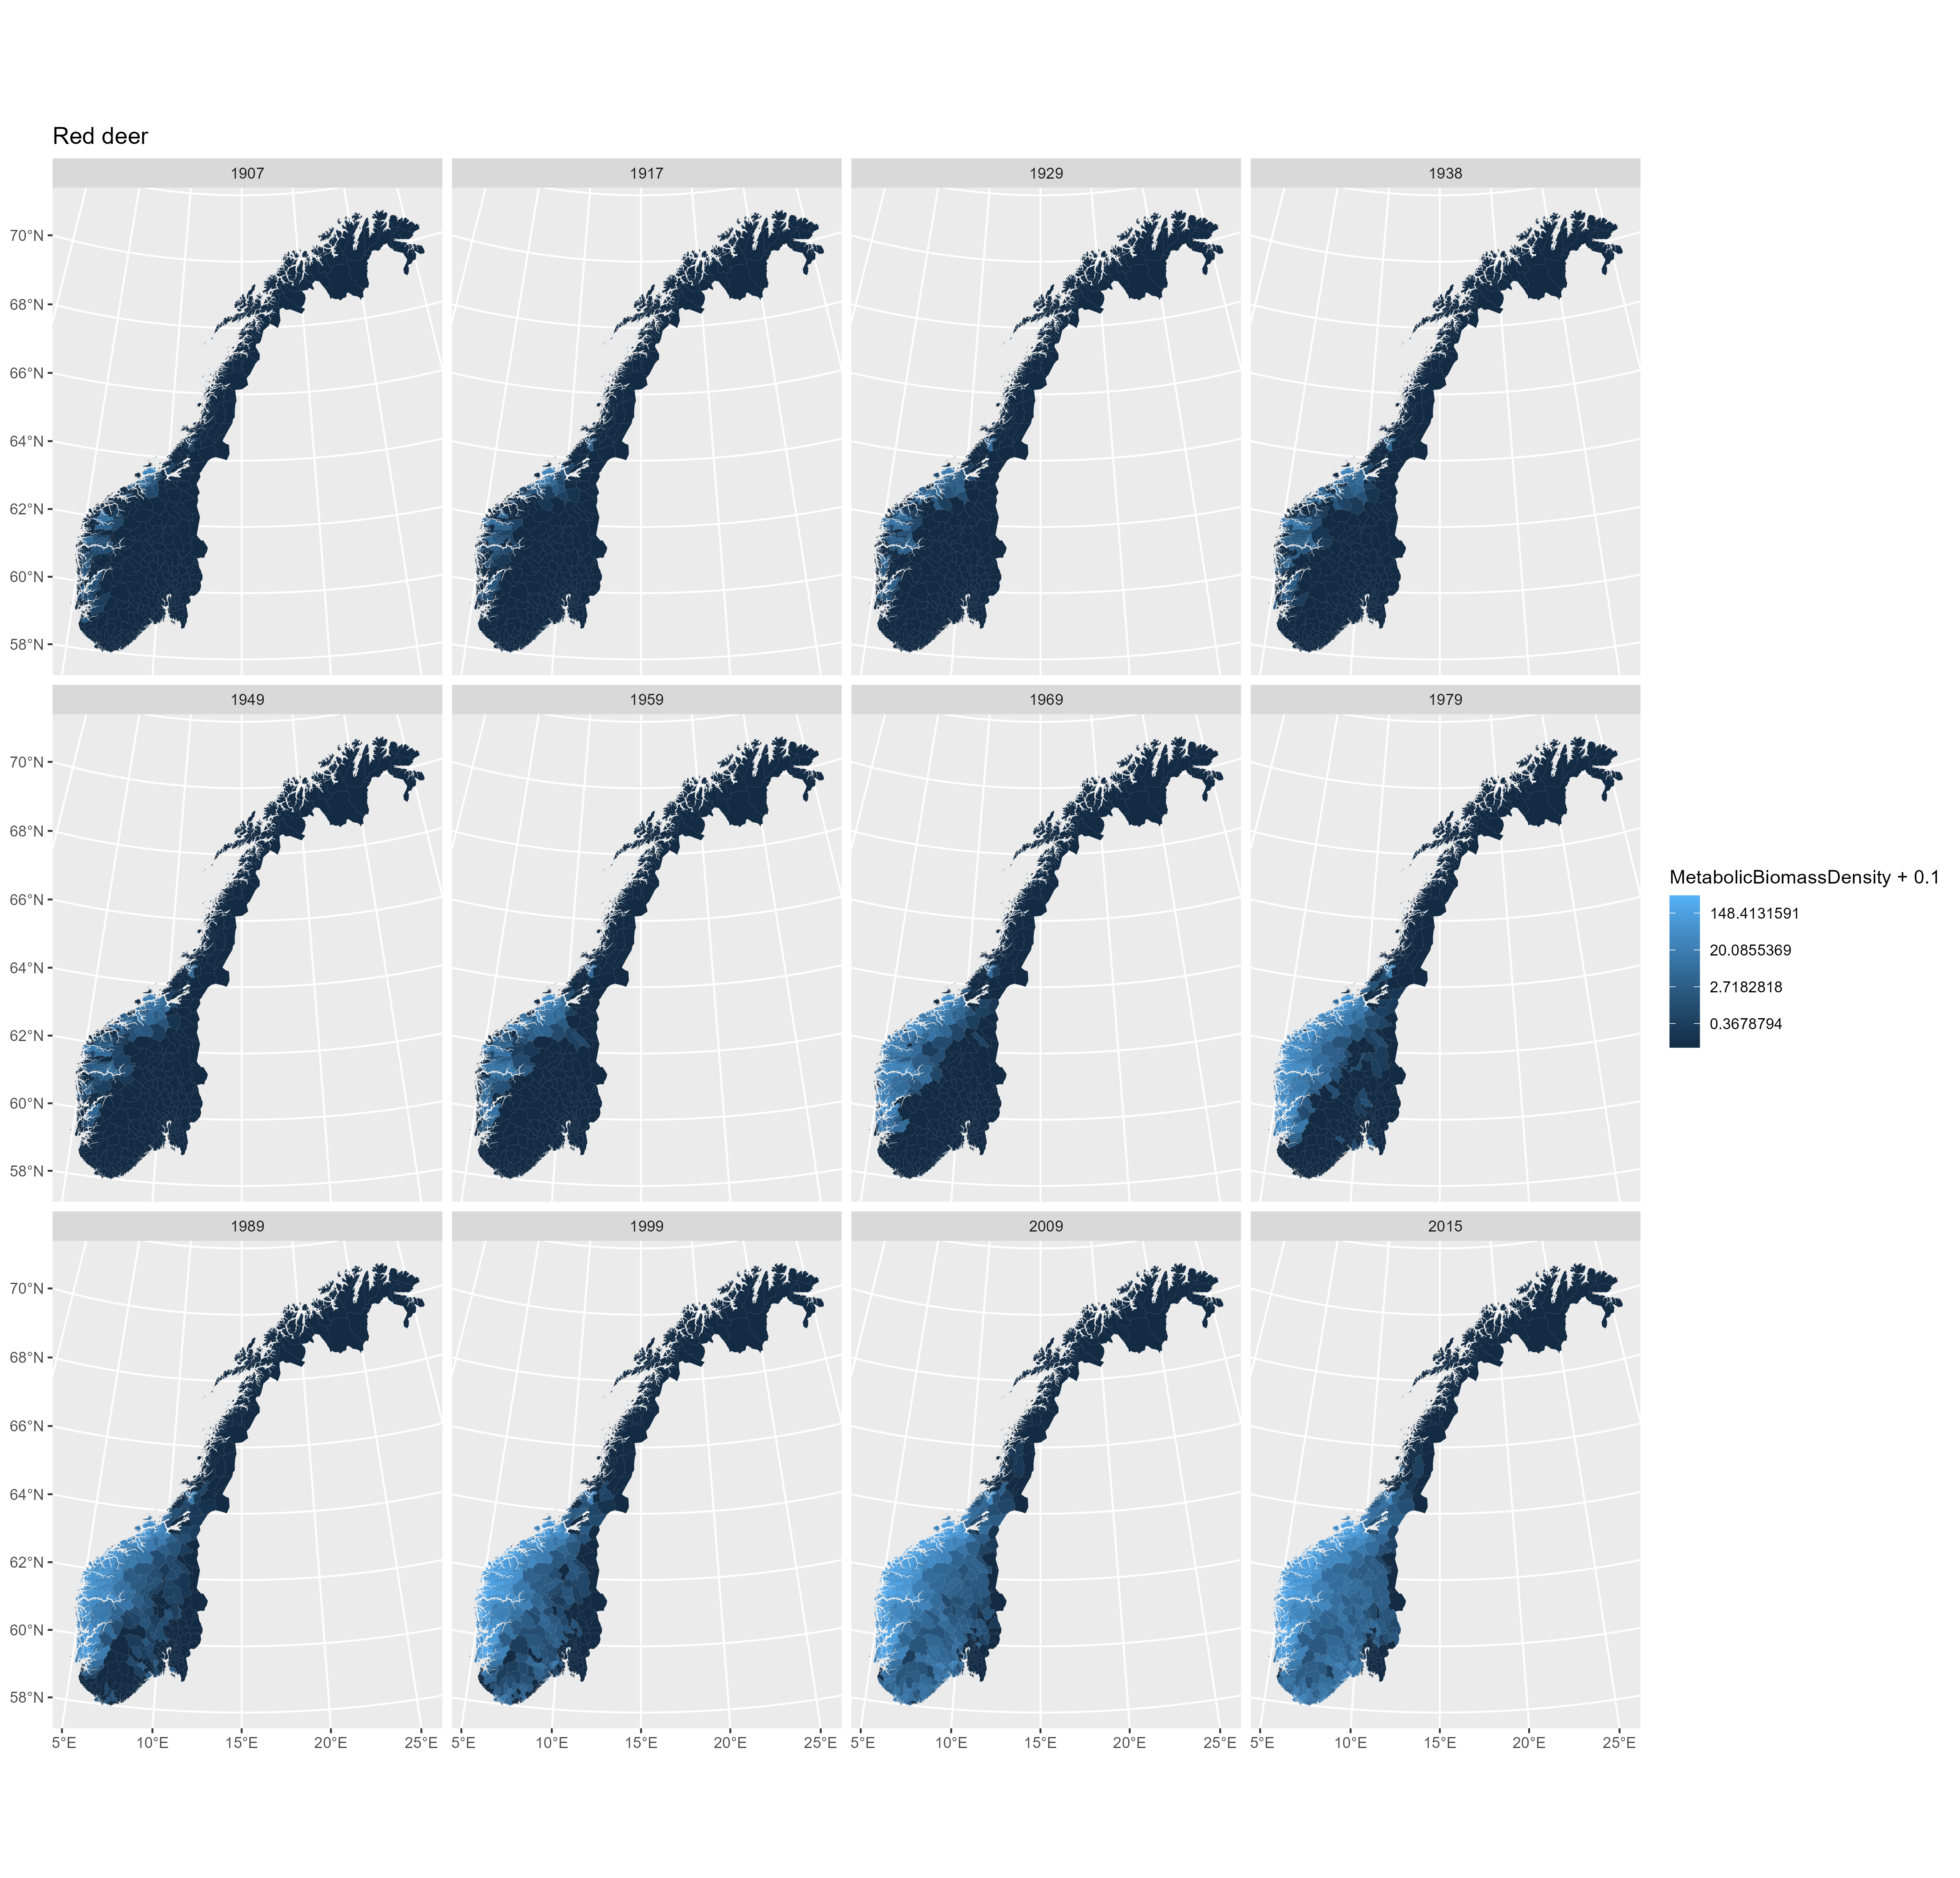 Red deer
1907 1917 1929 1938
70°N
68°N
66°N
64°N
62°N
60°N
58°N
1949 1959 1969 1979
70°N
68°N
66°N
64°N
62°N
60°N
58°N
MetabolicBiomassDensity + 0.1
148.4131591
20.0855369
2.7182818
0.3678794
1989 1999 2009 2015
70°N
68°N
66°N
64°N
62°N
60°N
58°N
5°E 10°E 15°E 20°E 25°E 5°E 10°E 15°E 20°E 25°E 5°E 10°E 15°E 20°E 25°E 5°E 10°E 15°E 20°E 25°E